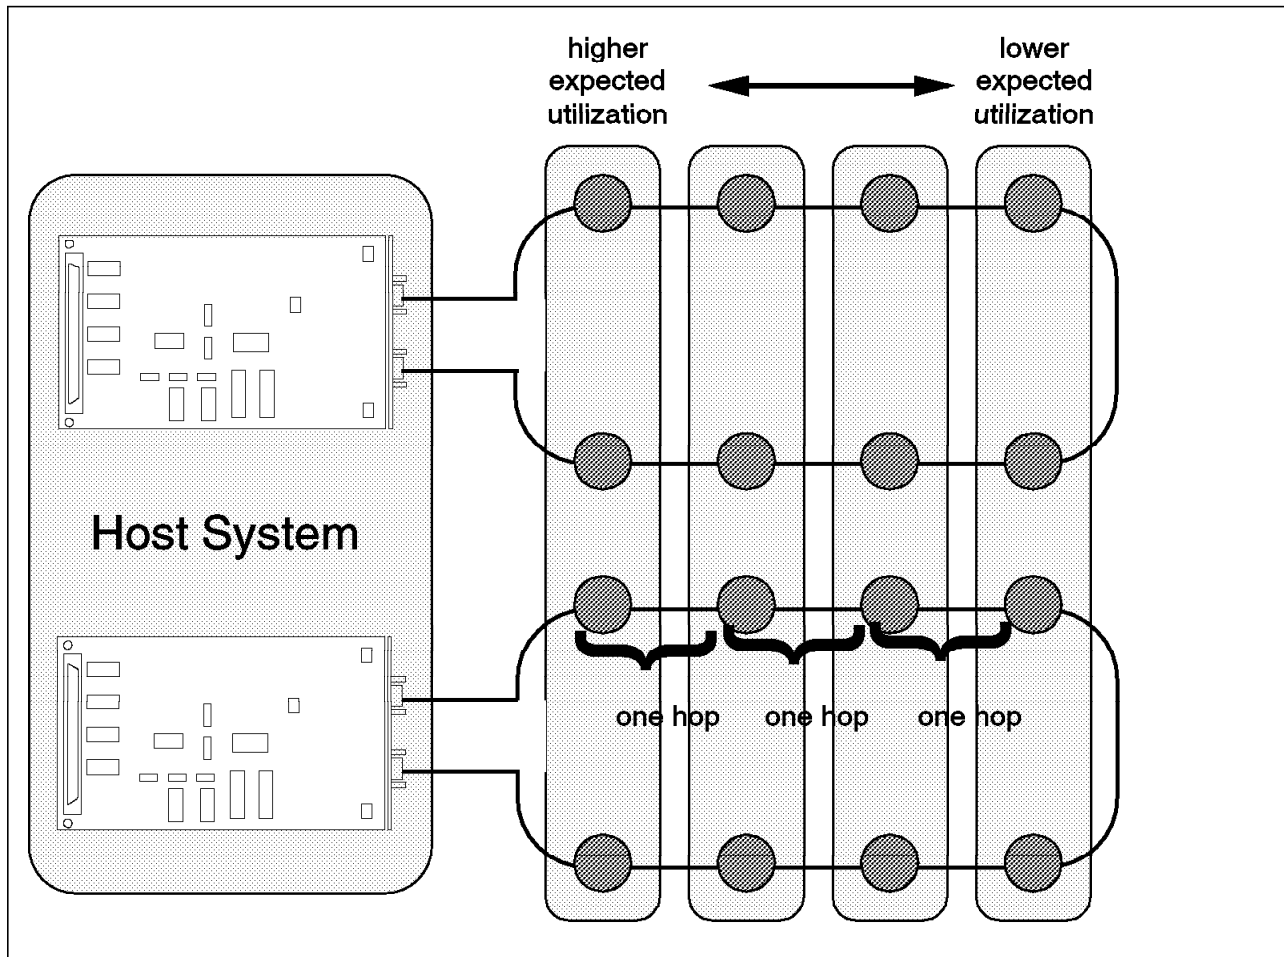 higher
expected
utilization
lower
expected
utilization
Host System
one hop
one hop
one hop